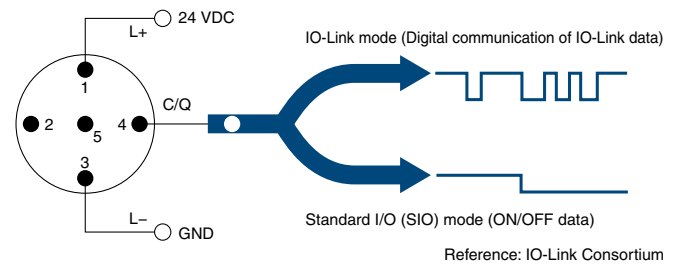 24 VDC
L+
IO-Link mode (Digital communication of IO-Link data)
1
C/Q
2
5
4
3
L−
GND
Standard I/O (SIO) mode (ON/OFF data)
Reference: IO-Link Consortium